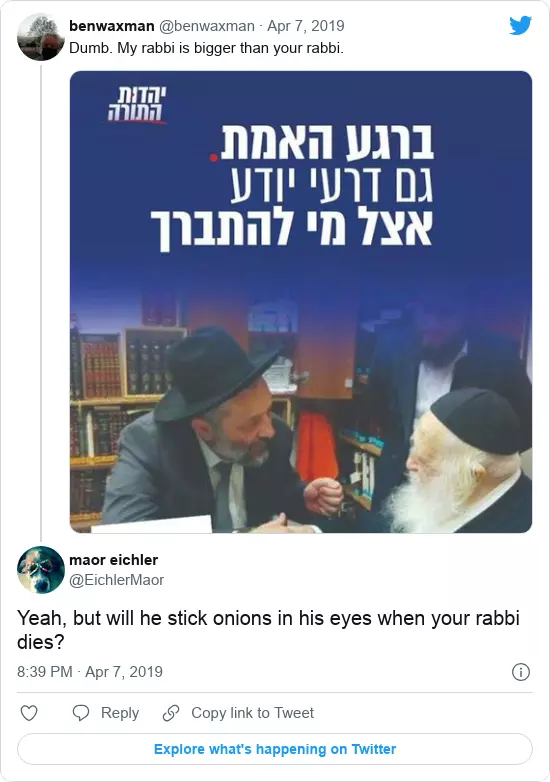 benwaxman @benwaxman · Apr 7, 2019
Dumb. My rabbi is bigger than your rabbi.
יהדות
התורה
ברגע האמת.
גם דרעי יודע
אצל מי להתברך
maor eichler
@EichlerMaor
Yeah, but will he stick onions in his eyes when your rabbi
dies?
8:39 PM · Apr 7, 2019
Reply
Copy link to Tweet
Explore what's happening on Twitter